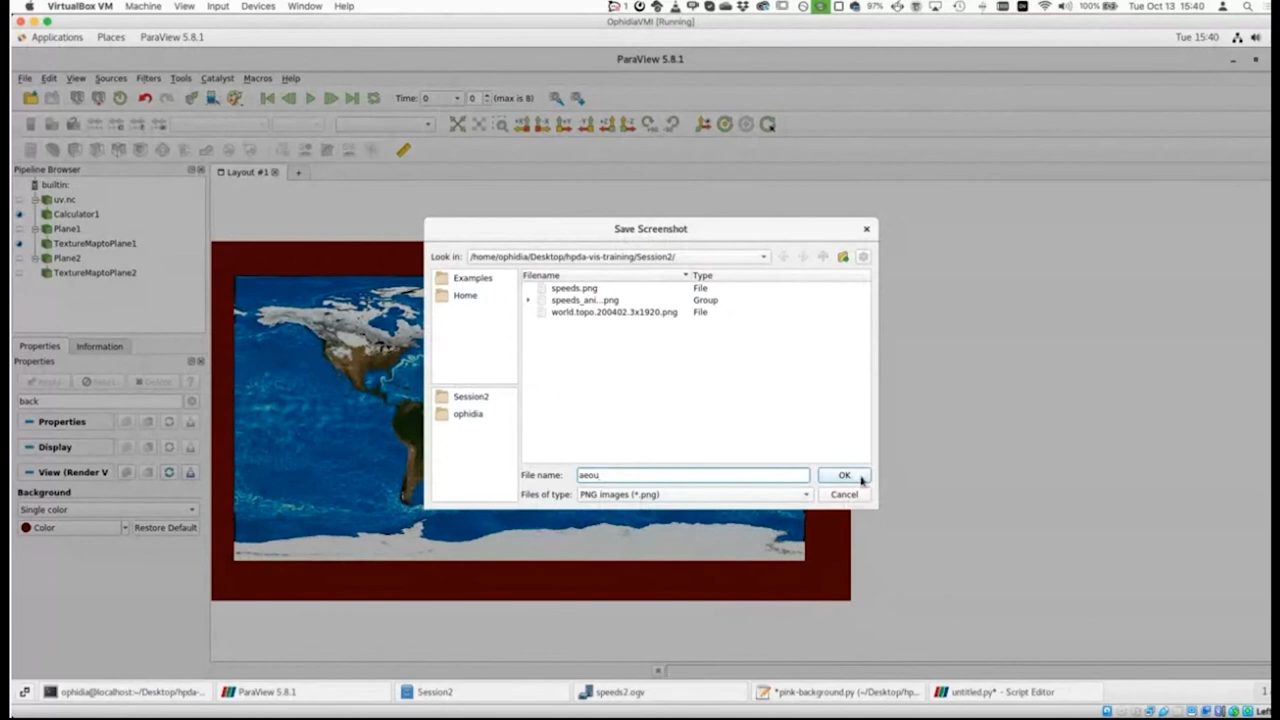 VirtualBox VM Machine View Input Devices Window Help
97% 100% Tue Oct 13 15:40
OphidiaVMI [Running]
Applications Places ParaView 5.8.1 Tue 15:40
ParaView 5.8.1
File Edit View Sources Filters Tools Catalyst Macros Help
Time: 0 0 (max is 8)
Pipeline Browser
Layout #1
builtin:
uv.nc
Calculator1
Plane1
TextureMaptoPlane1
Plane2
TextureMaptoPlane2
Save Screenshot
Look in: /home/ophidia/Desktop/hpda-vis-training/Session2/
Examples
Home
Filename Type
speeds.png File
speeds_ani...png Group
world.topo.200402.3x1920.png File
Session2
ophidia
File name: aeou
OK
Files of type: PNG images (*.png)
Cancel
Properties Information
Properties
Apply Reset Delete ?
back
Properties
Display
View (Render V
Background
Single color
Color Restore Default
ophidia@localhost:~/Desktop/hpda-... ParaView 5.8.1 Session2 speeds2.ogv *pink-background.py (~/Desktop/hp... untitled.py* - Script Editor
Left